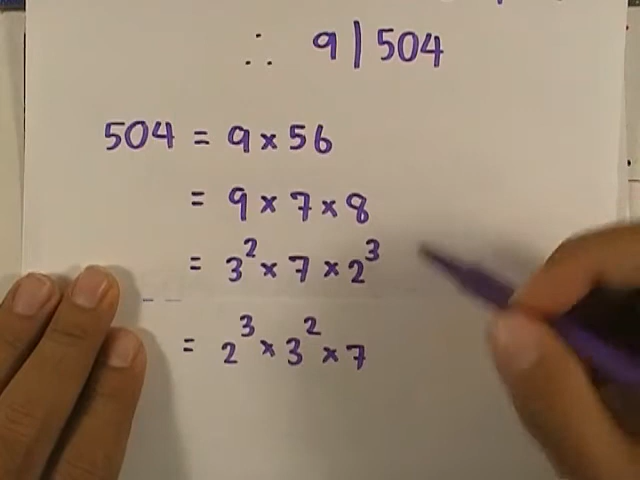 ∴ 9 | 504
504 = 9 × 56
= 9 × 7 × 8
= 3² × 7 × 2³
= 2³ × 3² × 7